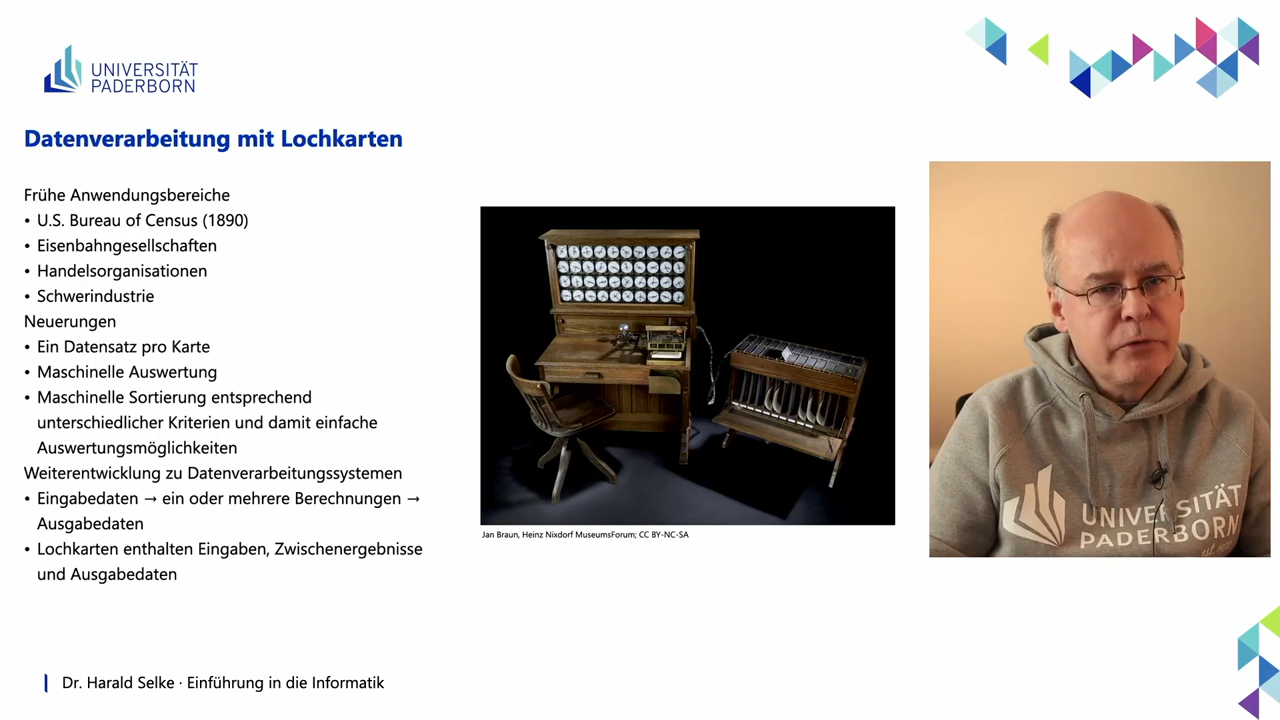 UNIVERSITÄT
PADERBORN
Datenverarbeitung mit Lochkarten
Frühe Anwendungsbereiche
• U.S. Bureau of Census (1890)
• Eisenbahngesellschaften
• Handelsorganisationen
• Schwerindustrie
Neuerungen
• Ein Datensatz pro Karte
• Maschinelle Auswertung
• Maschinelle Sortierung entsprechend
unterschiedlicher Kriterien und damit einfache
Auswertungsmöglichkeiten
Weiterentwicklung zu Datenverarbeitungssystemen
• Eingabedaten → ein oder mehrere Berechnungen →
Ausgabedaten
• Lochkarten enthalten Eingaben, Zwischenergebnisse
und Ausgabedaten
Jan Braun, Heinz Nixdorf MuseumsForum; CC BY-NC-SA
UNIVERSITÄT
PADERBORN
Dr. Harald Selke · Einführung in die Informatik